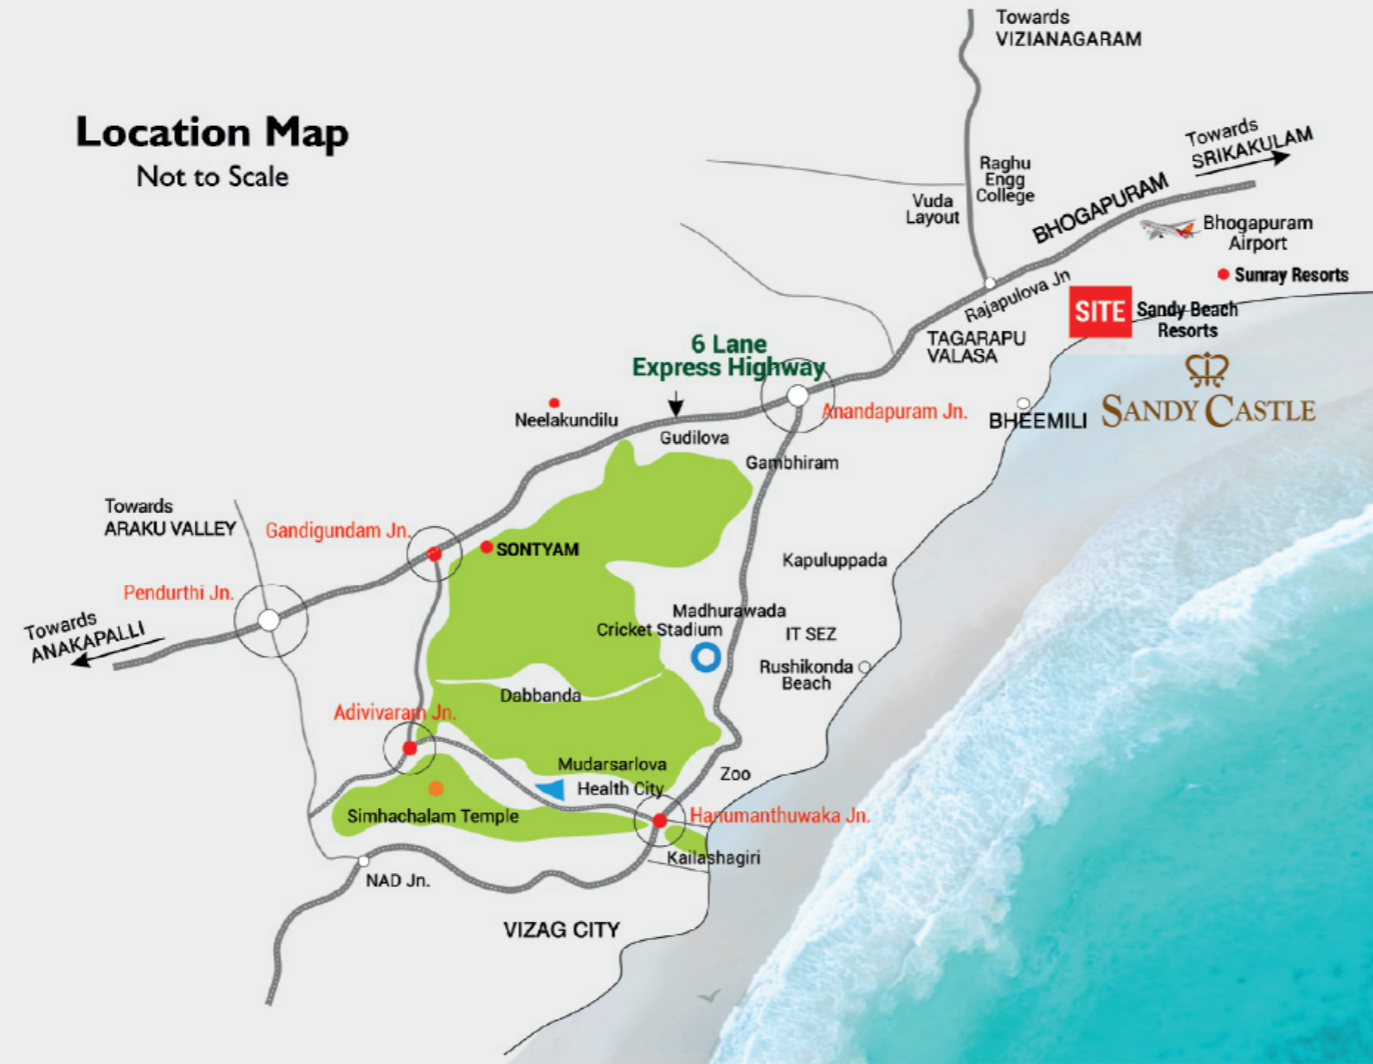 Towards
VIZIANAGARAM
Location Map
Not to Scale
Towards
SRIKAKULAM
Raghu
Engg
College
Vuda
Layout
BHOGAPURAM
Bhogapuram
Airport
Sunray Resorts
Rajapulova Jn
SITE
Sandy Beach
Resorts
TAGARAPU
VALASA
6 Lane
Express Highway
SANDY CASTLE
Neelakundilu
Anandapuram Jn.
BHEEMILI
Gudilova
Gambhiram
Towards
ARAKU VALLEY
Gandigundam Jn.
SONTYAM
Kapuluppada
Pendurthi Jn.
Towards
ANAKAPALLI
Madhurawada
Cricket Stadium
IT SEZ
Rushikonda
Beach
Dabbanda
Adivivaram Jn.
Mudarsarlova
Zoo
Health City
Simhachalam Temple
Hanumanthuwaka Jn.
Kailashagiri
NAD Jn.
VIZAG CITY